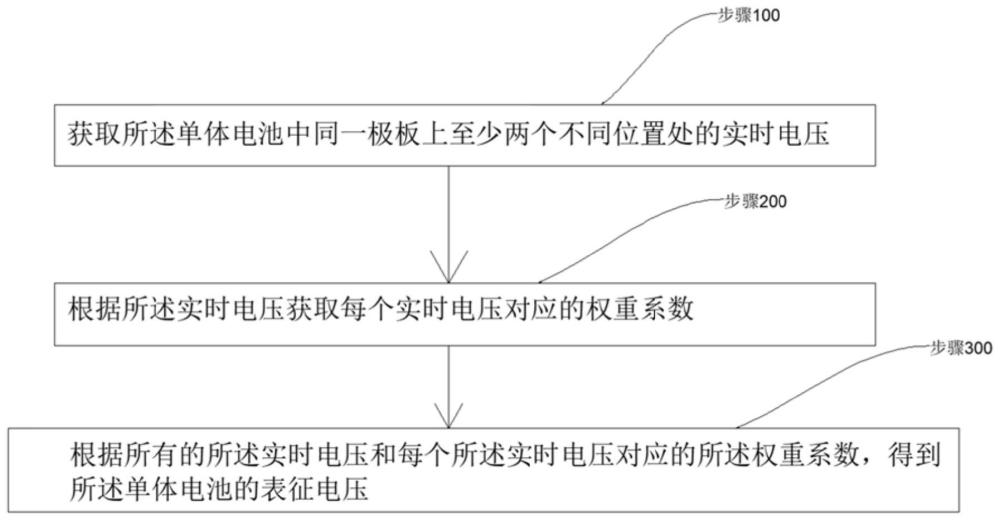 步骤100
获取所述单体电池中同一极板上至少两个不同位置处的实时电压
步骤200
根据所述实时电压获取每个实时电压对应的权重系数
步骤300
根据所有的所述实时电压和每个所述实时电压对应的所述权重系数，得到
所述单体电池的表征电压